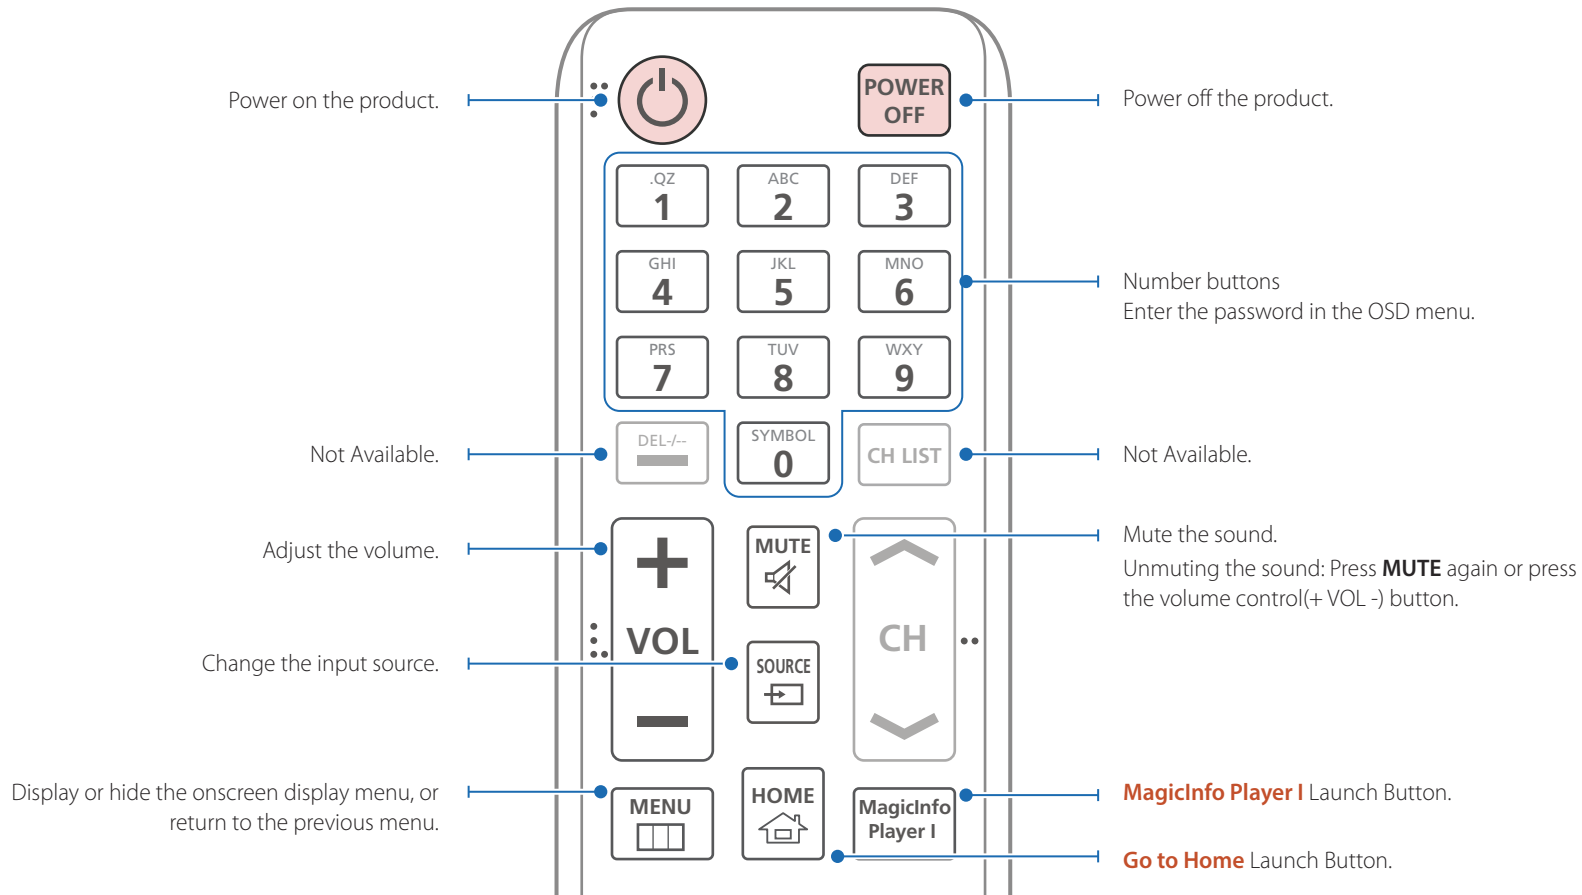 Power on the product.
POWER
OFF
Power off the product.
.QZ
1
ABC
2
DEF
3
GHI
4
JKL
5
MNO
6
Number buttons
Enter the password in the OSD menu.
PRS
7
TUV
8
WXY
9
Not Available.
DEL-/--
SYMBOL
0
CH LIST
Not Available.
Adjust the volume.
+
VOL
−
MUTE
CH
Mute the sound.
Unmuting the sound: Press MUTE again or press
the volume control(+ VOL -) button.
Change the input source.
SOURCE
Display or hide the onscreen display menu, or
return to the previous menu.
MENU
HOME
MagicInfo
Player I
MagicInfo Player I Launch Button.
Go to Home Launch Button.